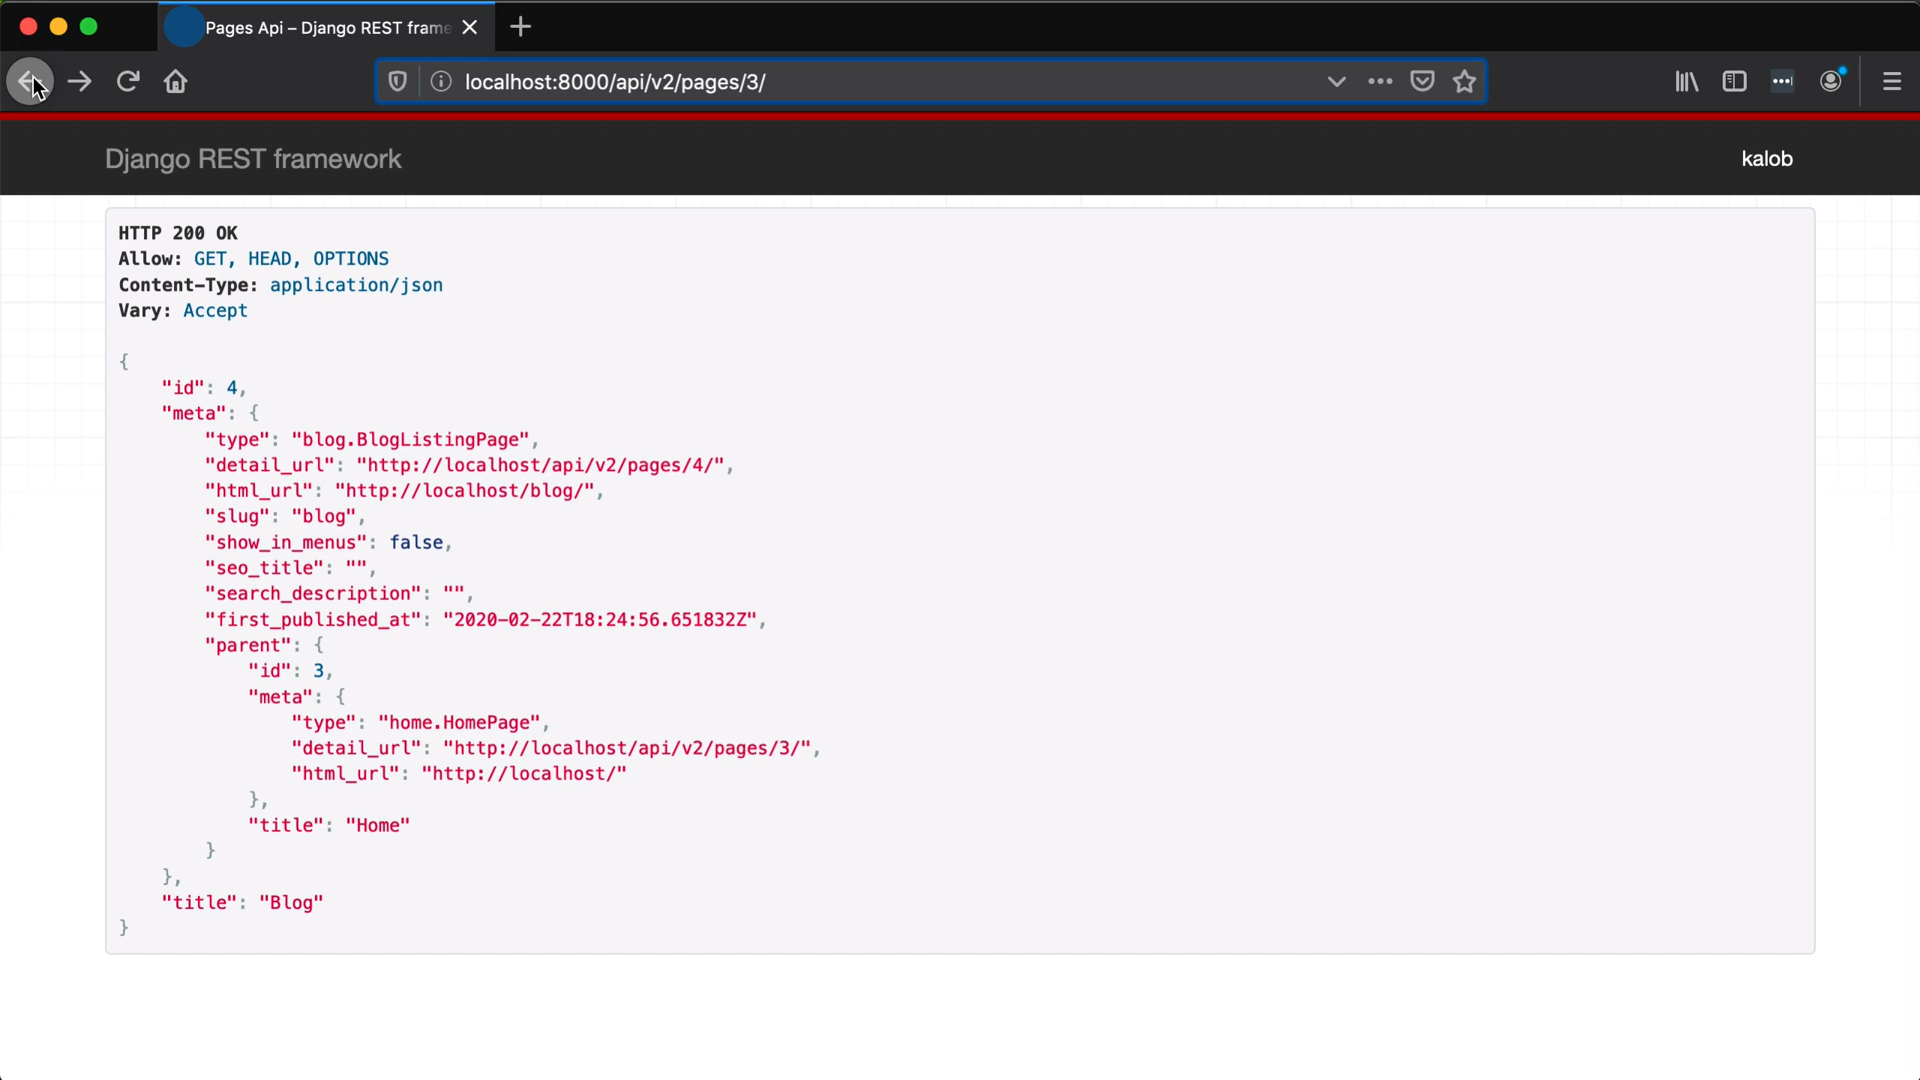 Pages Api – Django REST frame
localhost:8000/api/v2/pages/3/
Django REST framework
kalob
HTTP 200 OK
Allow: GET, HEAD, OPTIONS
Content-Type: application/json
Vary: Accept
{
"id": 4,
"meta": {
"type": "blog.BlogListingPage",
"detail_url": "http://localhost/api/v2/pages/4/",
"html_url": "http://localhost/blog/",
"slug": "blog",
"show_in_menus": false,
"seo_title": "",
"search_description": "",
"first_published_at": "2020-02-22T18:24:56.651832Z",
"parent": {
"id": 3,
"meta": {
"type": "home.HomePage",
"detail_url": "http://localhost/api/v2/pages/3/",
"html_url": "http://localhost/"
},
"title": "Home"
}
},
"title": "Blog"
}